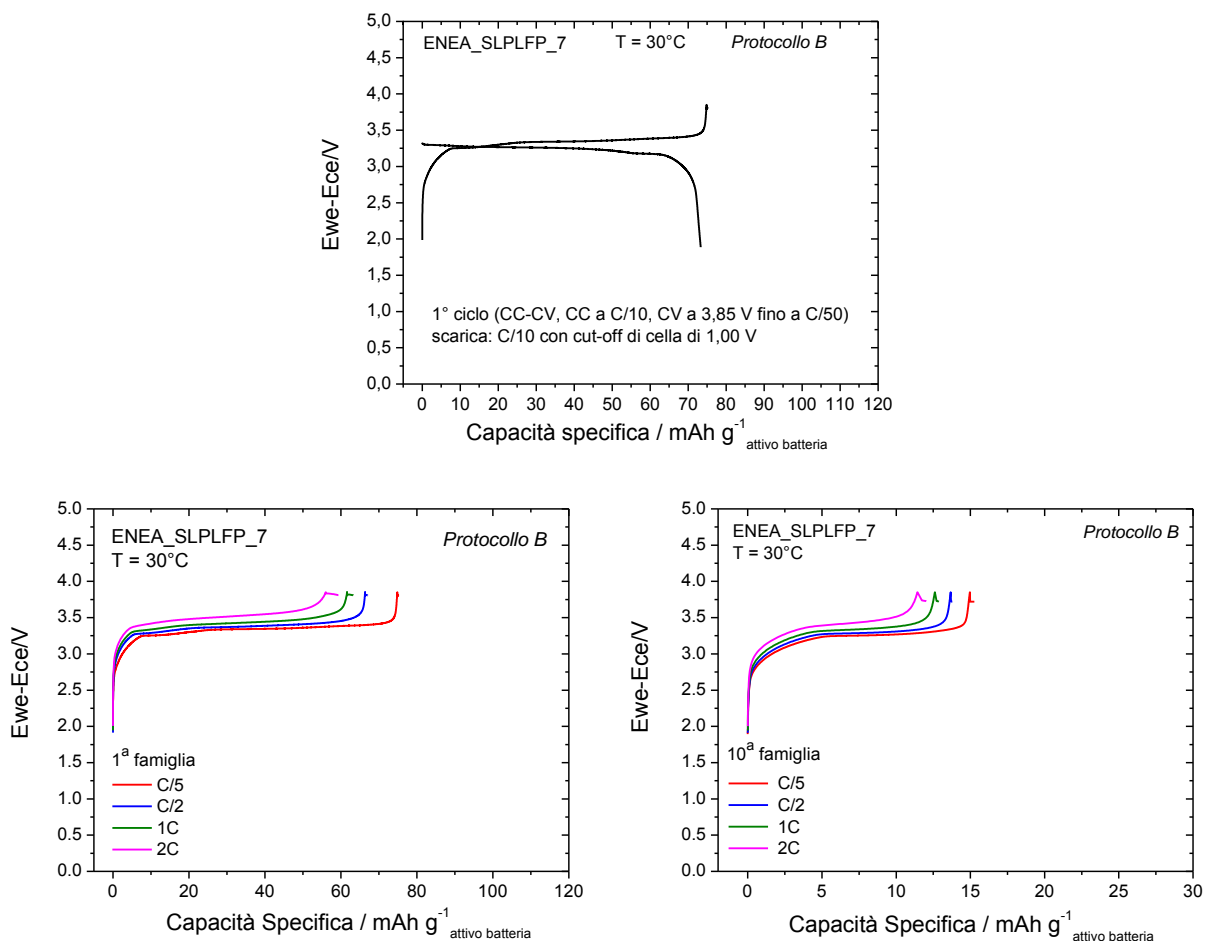 5,0
4,5
4,0
3,5
3,0
2,5
2,0
1,5
1,0
0,5
0,0
Ewe-Ece/V
ENEA_SLPLFP_7 T = 30°C Protocollo B
1° ciclo (CC-CV, CC a C/10, CV a 3,85 V fino a C/50)
scarica: C/10 con cut-off di cella di 1,00 V
0 10 20 30 40 50 60 70 80 90 100 110 120
Capacità specifica / mAh g-1 attivo batteria
5.0
4.5
4.0
3.5
3.0
2.5
2.0
1.5
1.0
0.5
0.0
Ewe-Ece/V
ENEA_SLPLFP_7 Protocollo B
T = 30°C
1a famiglia
C/5
C/2
1C
2C
0 20 40 60 80 100 120
Capacità Specifica / mAh g-1 attivo batteria
5.0
4.5
4.0
3.5
3.0
2.5
2.0
1.5
1.0
0.5
0.0
Ewe-Ece/V
ENEA_SLPLFP_7 Protocollo B
T = 30°C
10a famiglia
C/5
C/2
1C
2C
0 5 10 15 20 25 30
Capacità Specifica / mAh g-1 attivo batteria